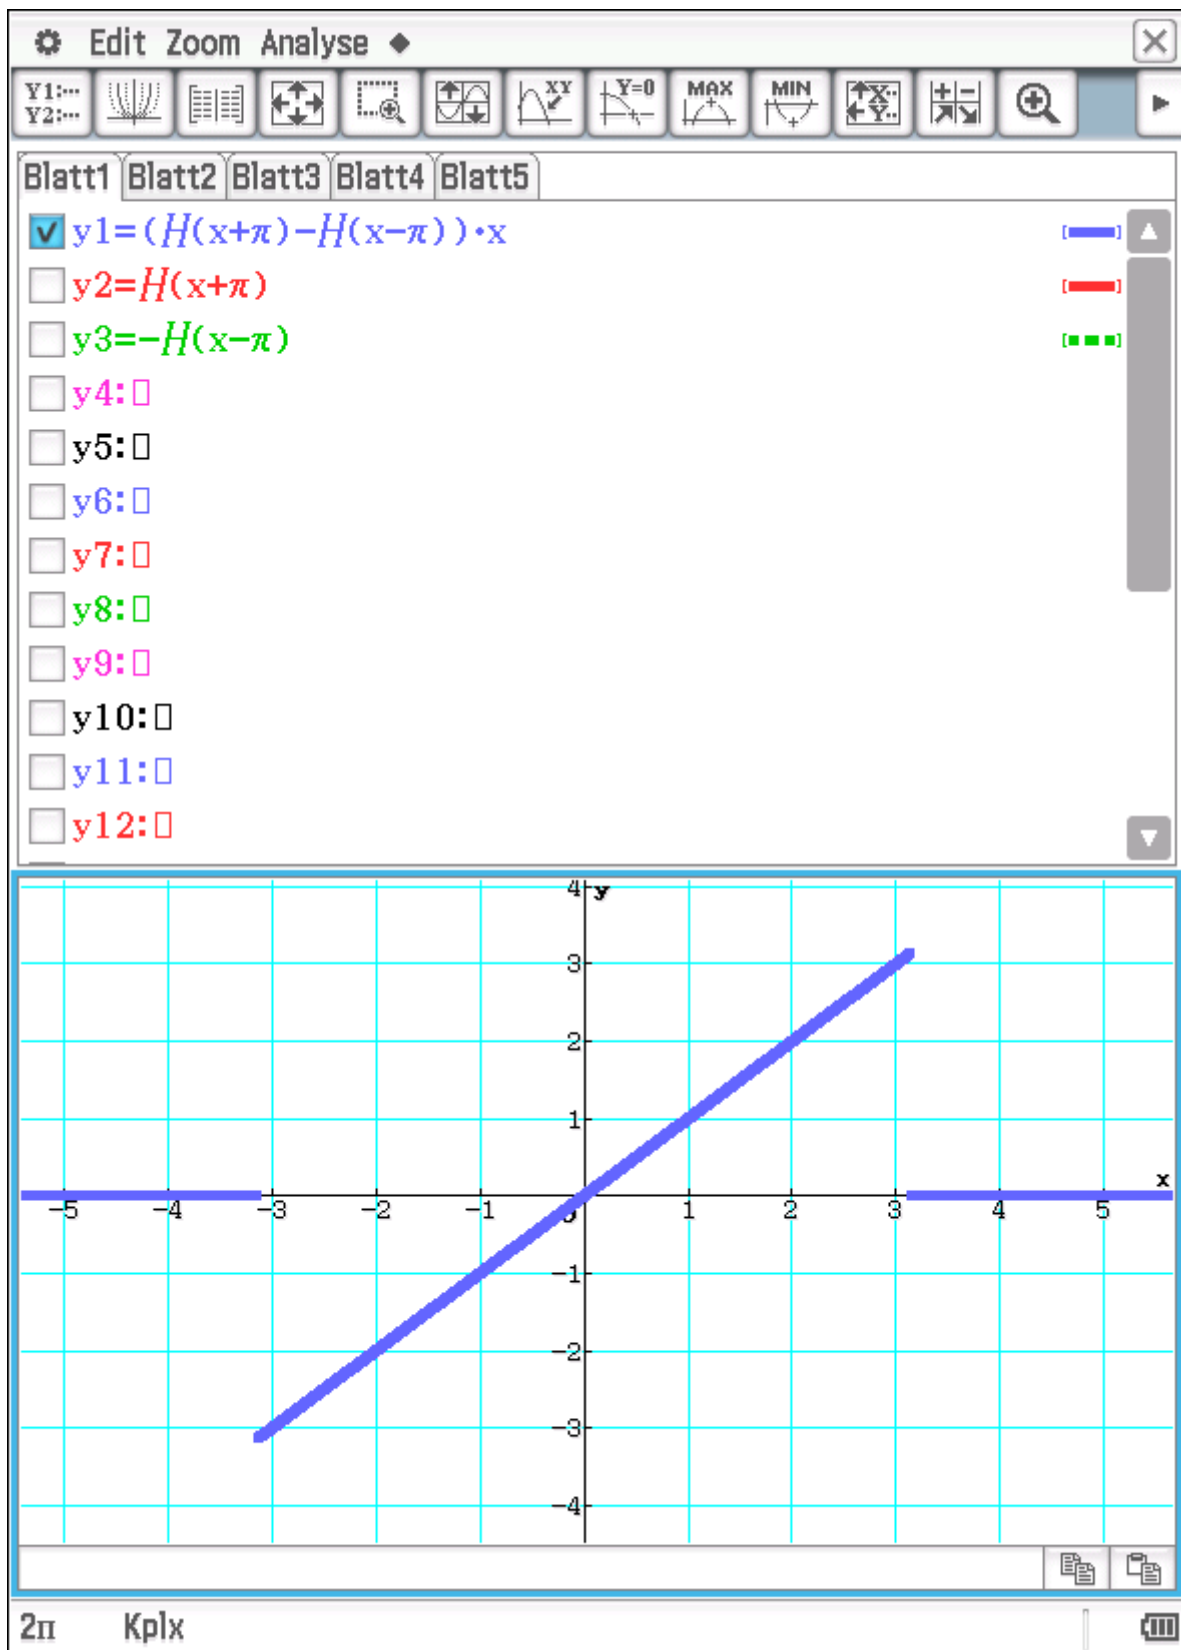 Edit Zoom Analyse
Y1:… Y2:… XY Y=0 MAX MIN X.. Y..
Blatt1 Blatt2 Blatt3 Blatt4 Blatt5
y1=(H(x+π)-H(x-π))·x
y2=H(x+π)
y3=-H(x-π)
y4:
y5:
y6:
y7:
y8:
y9:
y10:
y11:
y12:
4 y
3
2
1
x
-5 -4 -3 -2 -1 1 2 3 4 5
-1
-2
-3
-4
2π Kplx